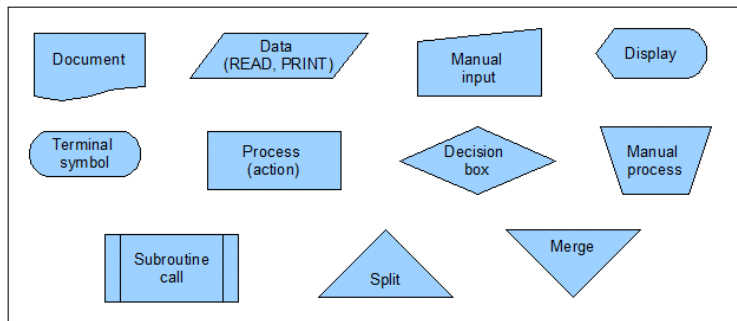 Document
Data
(READ, PRINT)
Manual
input
Display
Terminal
symbol
Process
(action)
Decision
box
Manual
process
Subroutine
call
Split
Merge